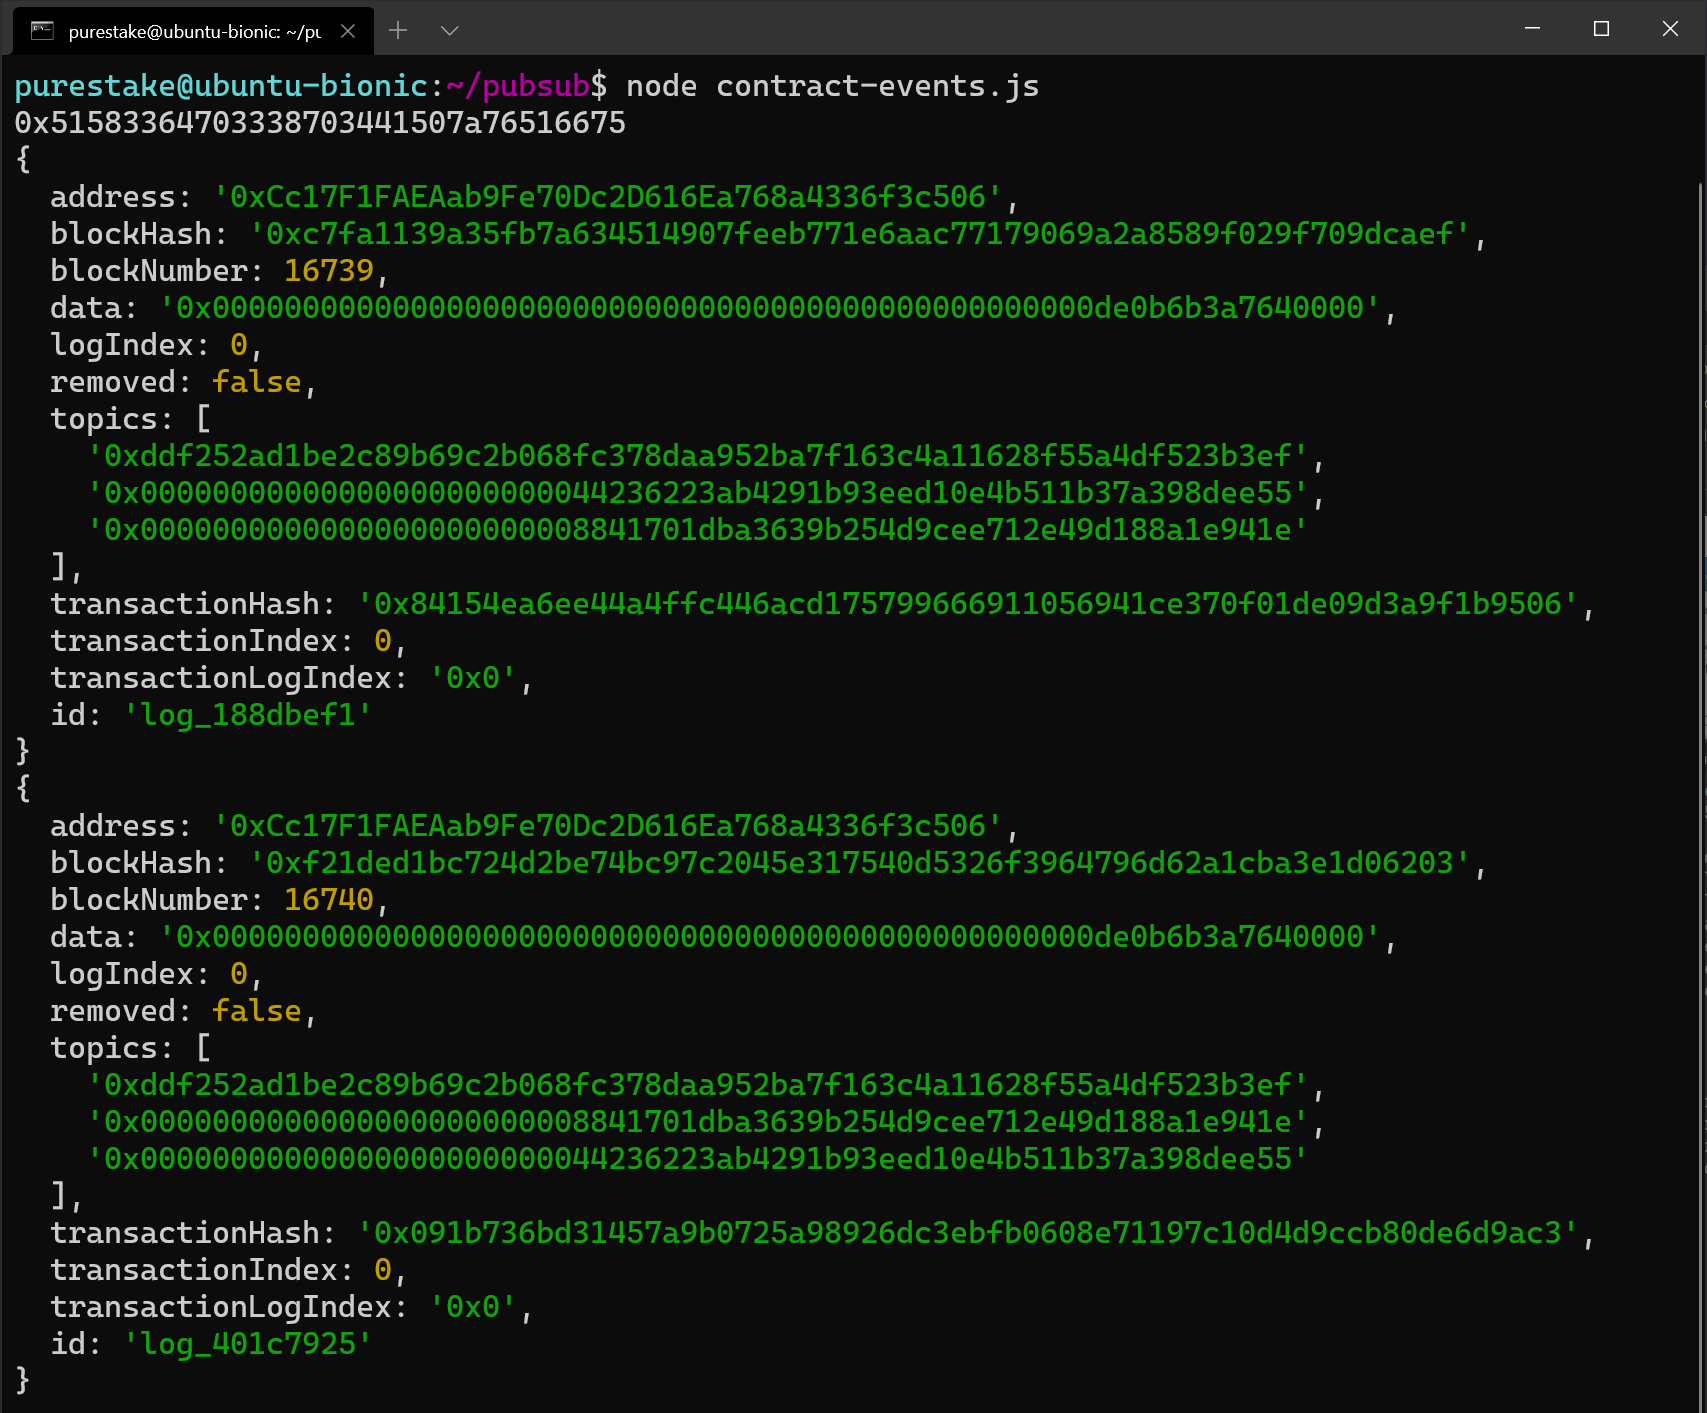 purestake@ubuntu-bionic: ~/pu
purestake@ubuntu-bionic:~/pubsub$ node contract-events.js
0x51583364703338703441507a76516675
{
  address: '0xCc17F1FAEAab9Fe70Dc2D616Ea768a4336f3c506',
  blockHash: '0xc7fa1139a35fb7a634514907feeb771e6aac77179069a2a8589f029f709dcaef',
  blockNumber: 16739,
  data: '0x0000000000000000000000000000000000000000000000000de0b6b3a7640000',
  logIndex: 0,
  removed: false,
  topics: [
    '0xddf252ad1be2c89b69c2b068fc378daa952ba7f163c4a11628f55a4df523b3ef',
    '0x00000000000000000000000044236223ab4291b93eed10e4b511b37a398dee55',
    '0x0000000000000000000000008841701dba3639b254d9cee712e49d188a1e941e'
  ],
  transactionHash: '0x84154ea6ee44a4ffc446acd175799666911056941ce370f01de09d3a9f1b9506',
  transactionIndex: 0,
  transactionLogIndex: '0x0',
  id: 'log_188dbef1'
}
{
  address: '0xCc17F1FAEAab9Fe70Dc2D616Ea768a4336f3c506',
  blockHash: '0xf21ded1bc724d2be74bc97c2045e317540d5326f3964796d62a1cba3e1d06203',
  blockNumber: 16740,
  data: '0x0000000000000000000000000000000000000000000000000de0b6b3a7640000',
  logIndex: 0,
  removed: false,
  topics: [
    '0xddf252ad1be2c89b69c2b068fc378daa952ba7f163c4a11628f55a4df523b3ef',
    '0x0000000000000000000000008841701dba3639b254d9cee712e49d188a1e941e',
    '0x00000000000000000000000044236223ab4291b93eed10e4b511b37a398dee55'
  ],
  transactionHash: '0x091b736bd31457a9b0725a98926dc3ebfb0608e71197c10d4d9ccb80de6d9ac3',
  transactionIndex: 0,
  transactionLogIndex: '0x0',
  id: 'log_401c7925'
}